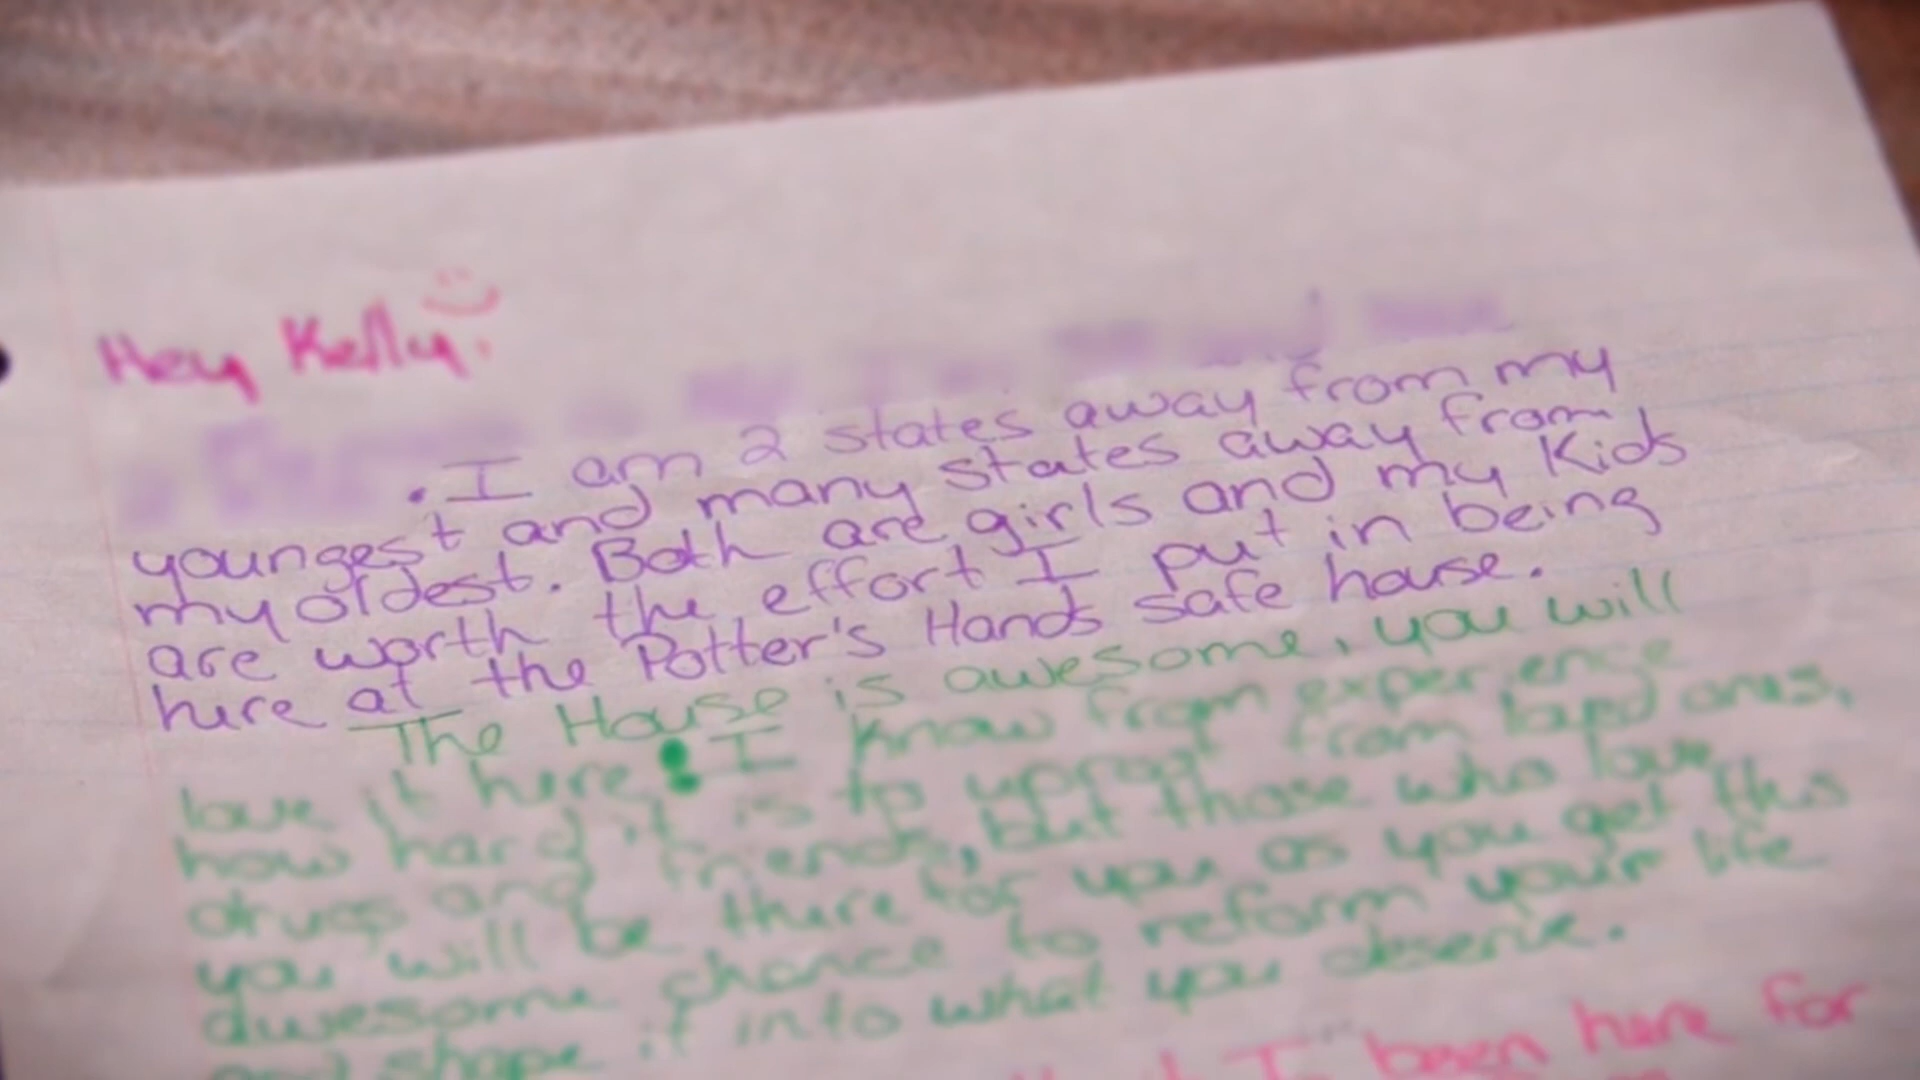 Hey Kelly.
. I am 2 states away from my
youngest and many states away from
my oldest. Both are girls and my Kids
are worth the effort I put in being
here at the Potter's Hands safe house.
The House is awesome, you will
love it here! I know from experience
how hard it is to uproot from loved ones,
drugs and friends, but those who love
you will be there for you as you get this
awesome chance to reform your life
and shape it into what you deserve.
I been here for